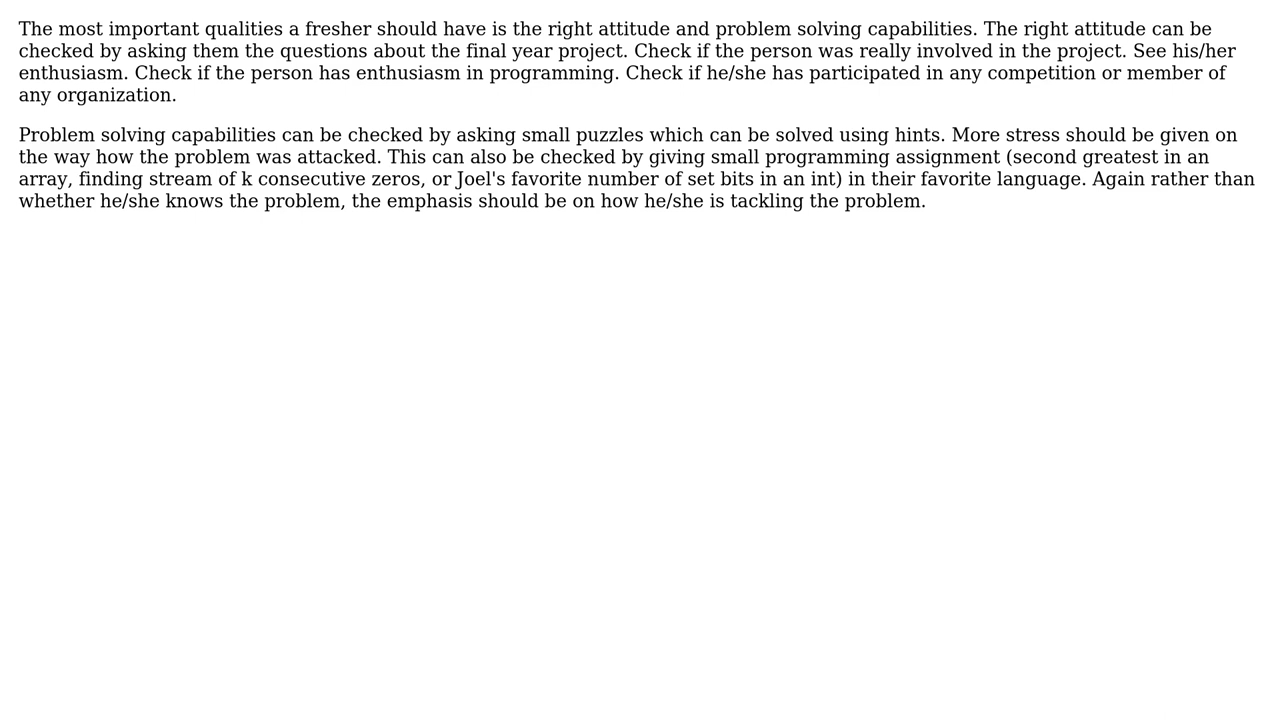 The most important qualities a fresher should have is the right attitude and problem solving capabilities. The right attitude can be
checked by asking them the questions about the final year project. Check if the person was really involved in the project. See his/her
enthusiasm. Check if the person has enthusiasm in programming. Check if he/she has participated in any competition or member of
any organization.
Problem solving capabilities can be checked by asking small puzzles which can be solved using hints. More stress should be given on
the way how the problem was attacked. This can also be checked by giving small programming assignment (second greatest in an
array, finding stream of k consecutive zeros, or Joel's favorite number of set bits in an int) in their favorite language. Again rather than
whether he/she knows the problem, the emphasis should be on how he/she is tackling the problem.